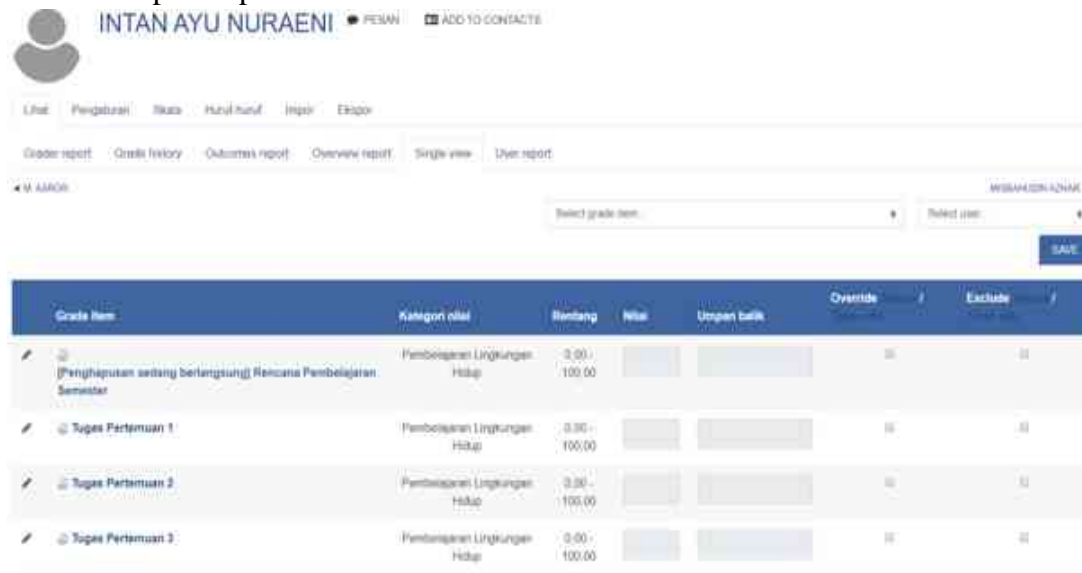 INTAN AYU NURAENI PESAN ADD TO CONTACTS
Lihat Pengaturan Skala Huruf-huruf Impor Ekspor
Grader report Grade history Outcomes report Overview report Single view User report
Select grade item... Select user...
SAVE
Grade item Kategori nilai Rentang Nilai Umpan balik Override / Exclude /
[Penghapusan sedang berlangsung] Rencana Pembelajaran Semester Pembelajaran Lingkungan Hidup 0,00 - 100,00
Tugas Pertemuan 1 Pembelajaran Lingkungan Hidup 0,00 - 100,00
Tugas Pertemuan 2 Pembelajaran Lingkungan Hidup 0,00 - 100,00
Tugas Pertemuan 3 Pembelajaran Lingkungan Hidup 0,00 - 100,00